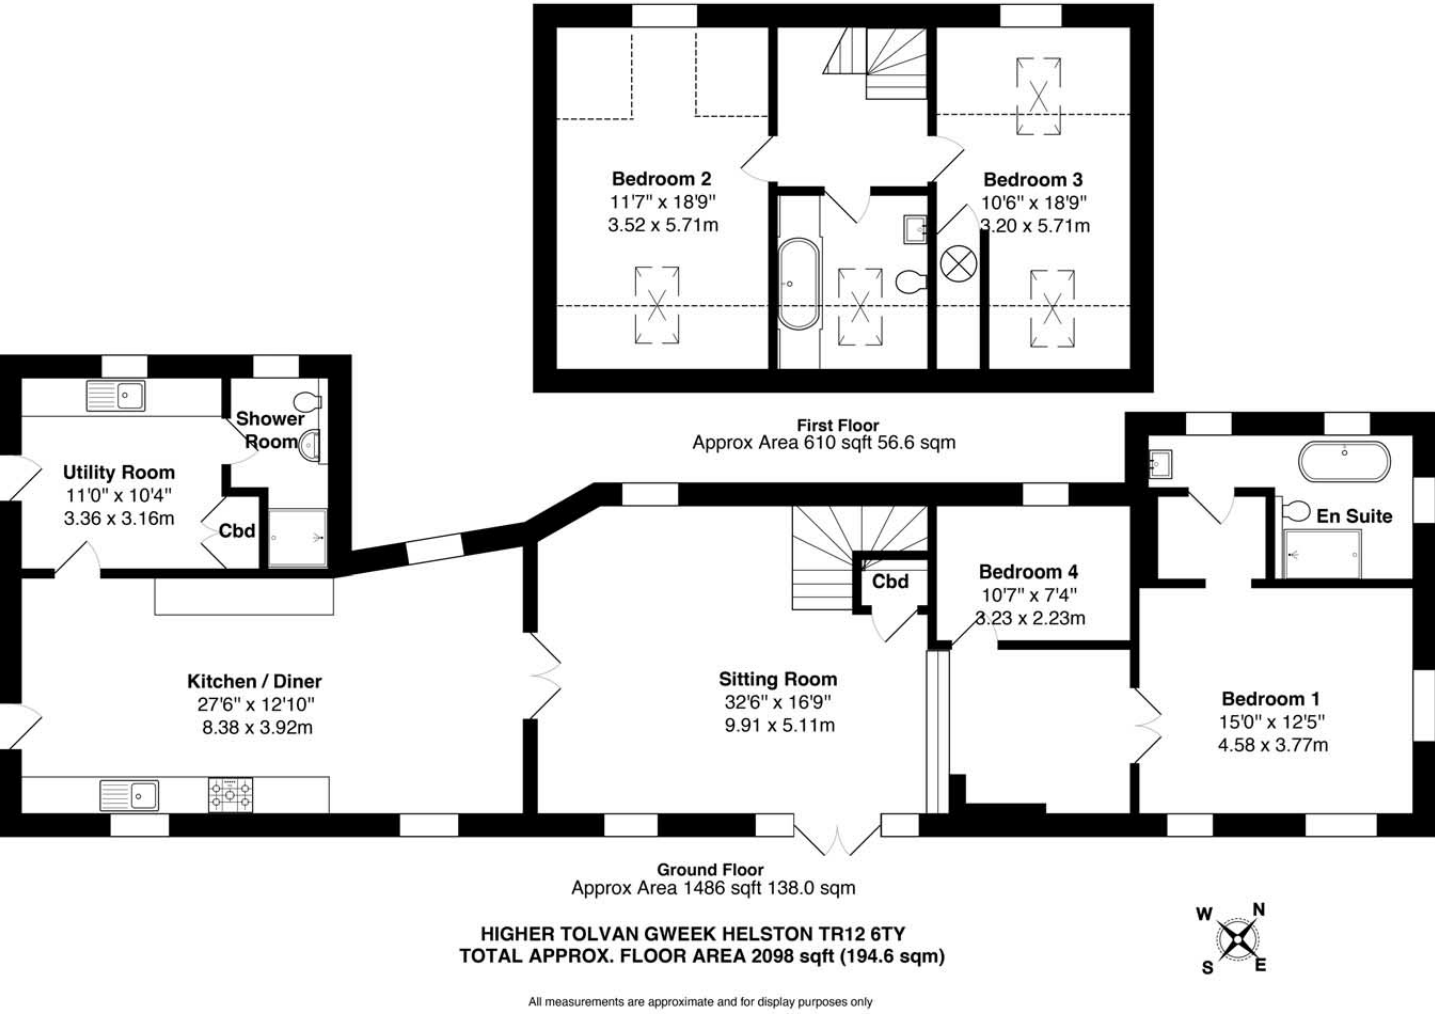 Bedroom 2
11'7" x 18'9"
3.52 x 5.71m
Bedroom 3
10'6" x 18'9"
3.20 x 5.71m
First Floor
Approx Area 610 sqft 56.6 sqm
Shower
Room
Utility Room
11'0" x 10'4"
3.36 x 3.16m
Cbd
En Suite
Cbd
Bedroom 4
10'7" x 7'4"
3.23 x 2.23m
Kitchen / Diner
27'6" x 12'10"
8.38 x 3.92m
Sitting Room
32'6" x 16'9"
9.91 x 5.11m
Bedroom 1
15'0" x 12'5"
4.58 x 3.77m
Ground Floor
Approx Area 1486 sqft 138.0 sqm
HIGHER TOLVAN GWEEK HELSTON TR12 6TY
TOTAL APPROX. FLOOR AREA 2098 sqft (194.6 sqm)
W N
S E
All measurements are approximate and for display purposes only